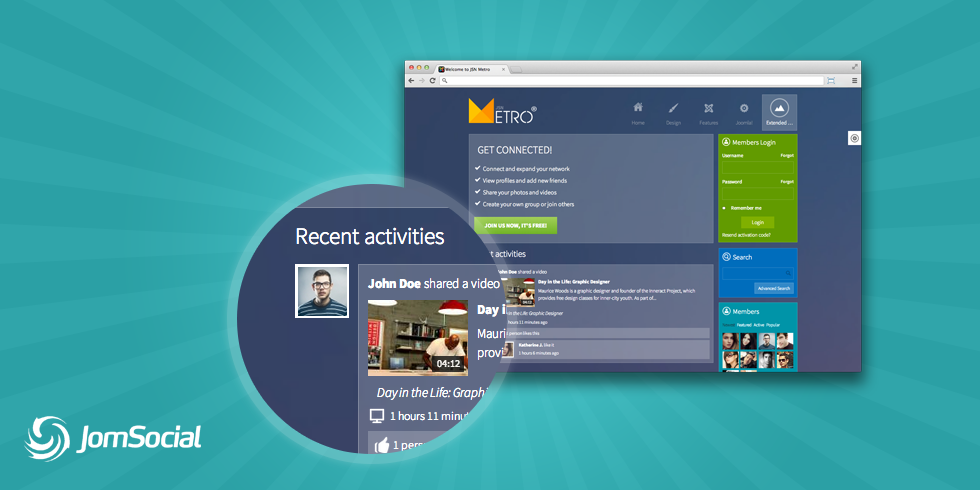 Welcome to JSN Metro
JSN
METRO®
Home
Design
Features
Joomla!
Extended ...
GET CONNECTED!
Connect and expand your network
View profiles and add new friends
Share your photos and videos
Create your own group or join others
JOIN US NOW, IT'S FREE!
t activities
John Doe shared a video
Day in the Life: Graphic Designer
Maurice Woods is a graphic designer and founder of the Inneract Project, which
provides free design classes for inner-city youth. As part of...
04:12
in the Life: Graphic Designer
hours 11 minutes ago
person likes this
Katherine J. like it
1 hours 6 minutes ago
Members Login
Username
Forgot
Password
Forgot
Remember me
Login
Resend activation code?
Search
Advanced Search
Members
Featured Active Popular
Recent activities
John Doe shared a video
Day i
Mauri
provi
04:12
Day in the Life: Graphi
1 hours 11 minut
1 pers
JomSocial